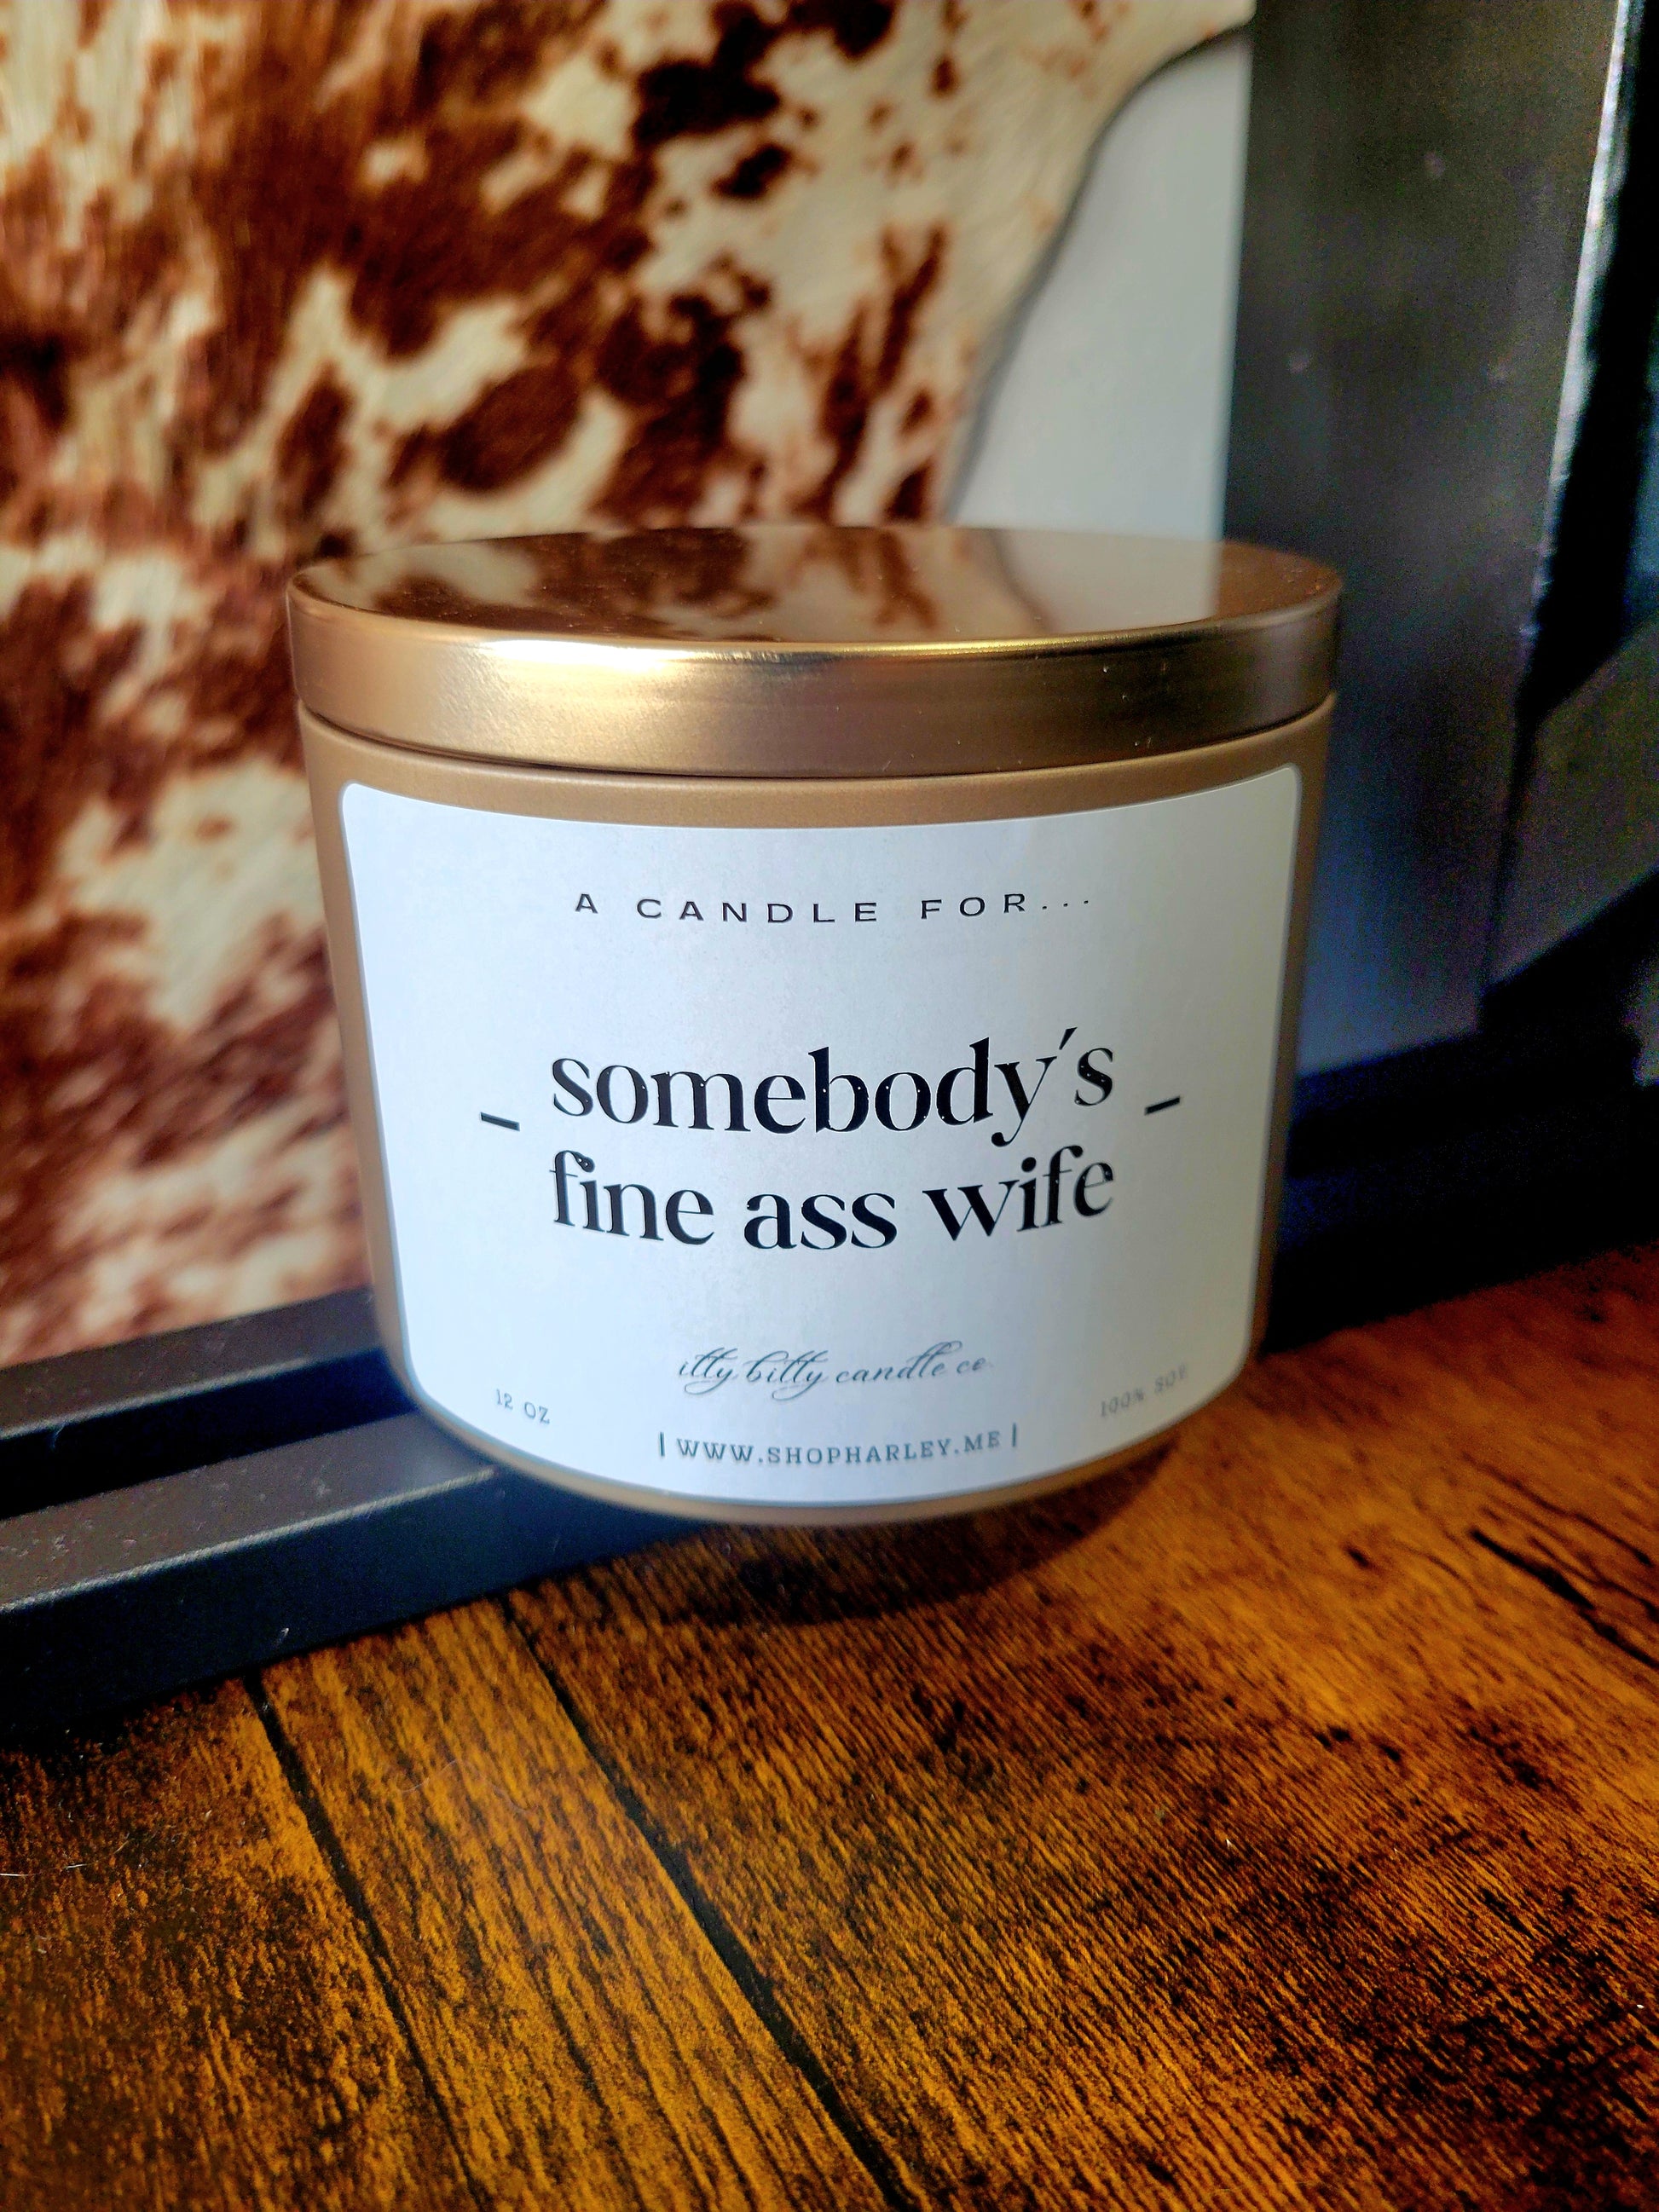 A CANDLE FOR...
- somebody's -
fine ass wife
itty bitty candle co.
12 OZ
100% SOY
| WWW.SHOPHARLEY.ME |